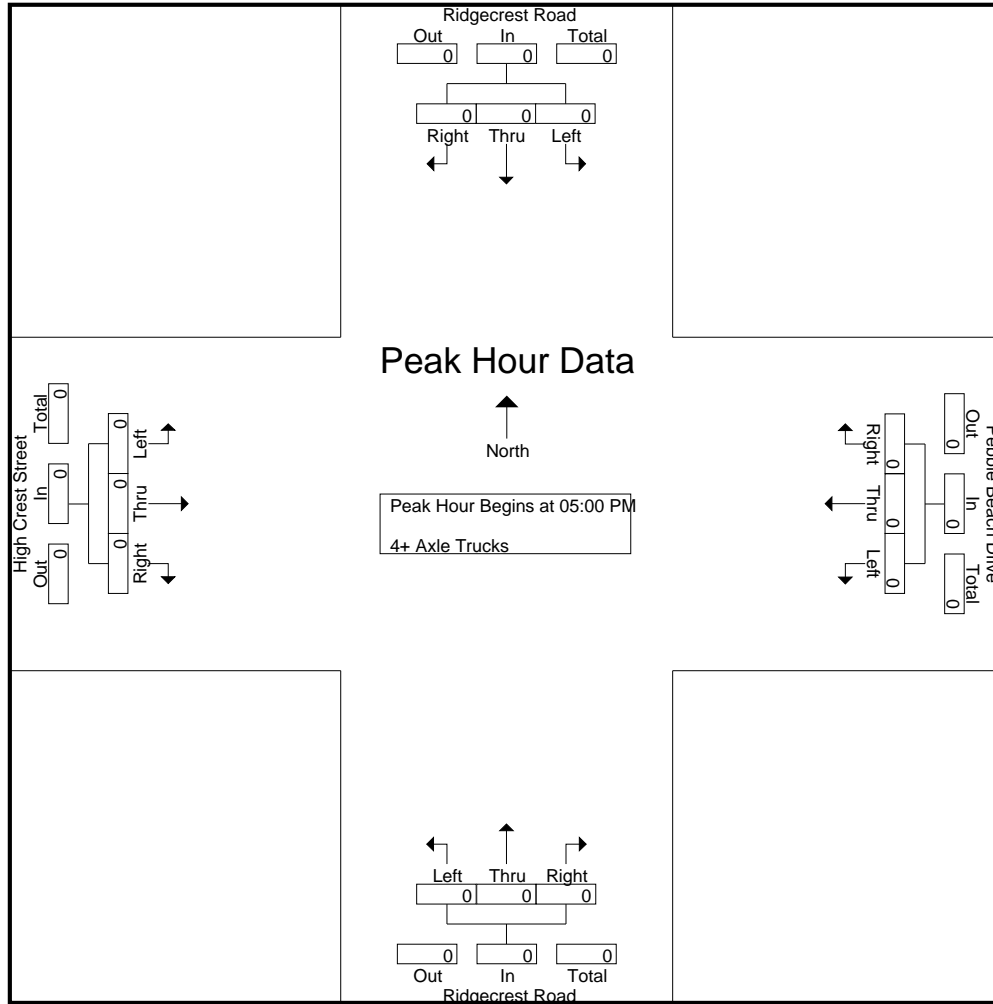 Ridgecrest Road
Out In Total
0 0 0
0 0 0
Right Thru Left
Peak Hour Data
North
Peak Hour Begins at 05:00 PM
4+ Axle Trucks
High Crest Street
Total In Out
0 0 0
0 0 0
Left Thru Right
Right Thru Left
0 0 0
0 0 0
Out In Total
Pebble Beach Drive
Left Thru Right
0 0 0
0 0 0
Out In Total
Ridgecrest Road